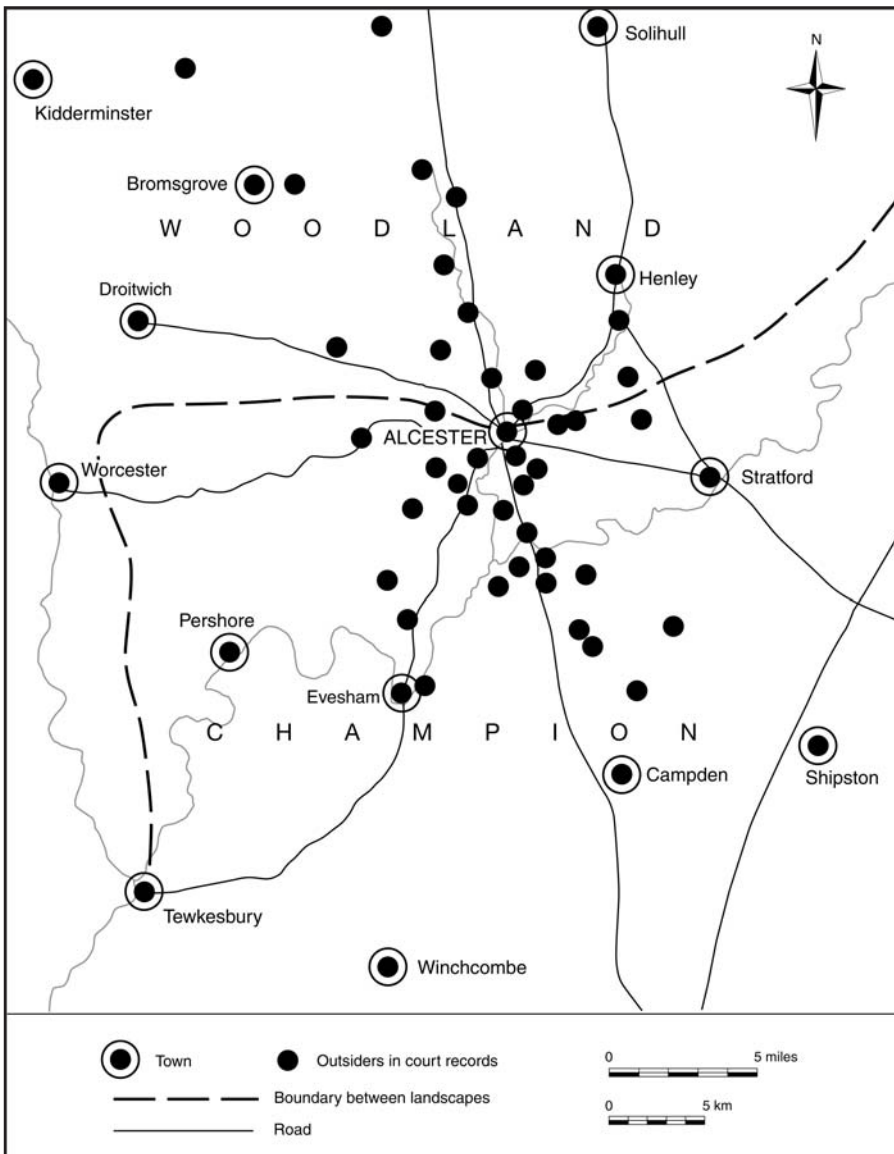 Solihull
N
Kidderminster
Bromsgrove
W O O D L A N D
Henley
Droitwich
ALCESTER
Worcester
Stratford
Pershore
Evesham
C H A M P I O N
Campden
Shipston
Tewkesbury
Winchcombe
Town
Outsiders in court records
0 5 miles
Boundary between landscapes
0 5 km
Road